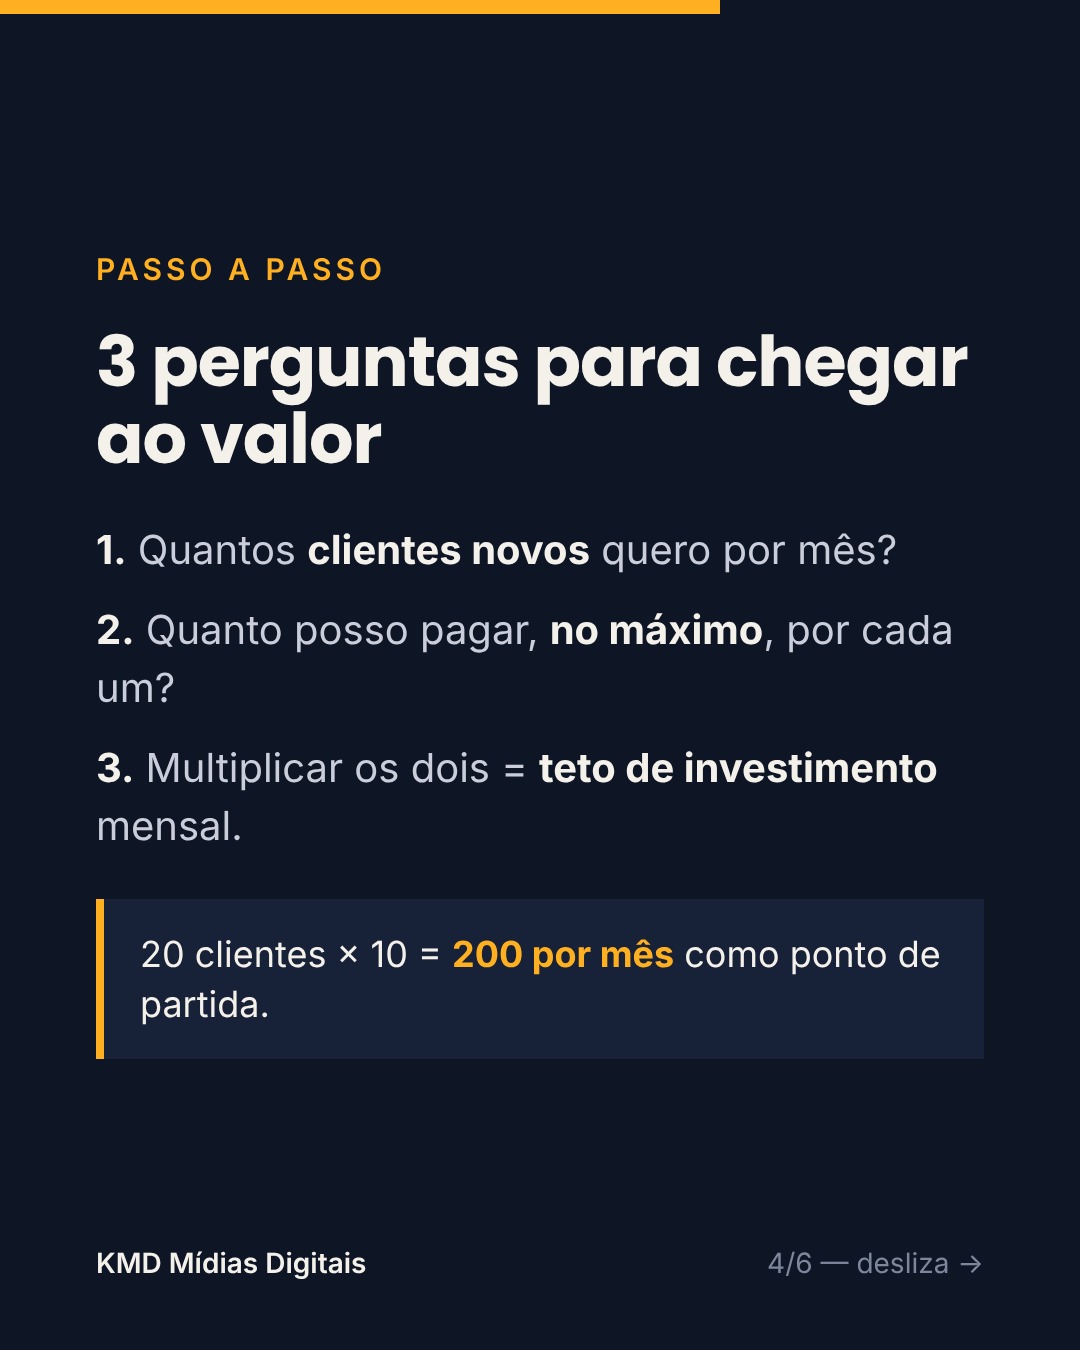 PASSO A PASSO
3 perguntas para chegar
ao valor
1. Quantos clientes novos quero por mês?
2. Quanto posso pagar, no máximo, por cada
um?
3. Multiplicar os dois = teto de investimento
mensal.
20 clientes × 10 = 200 por mês como ponto de
partida.
KMD Mídias Digitais
4/6 — desliza →